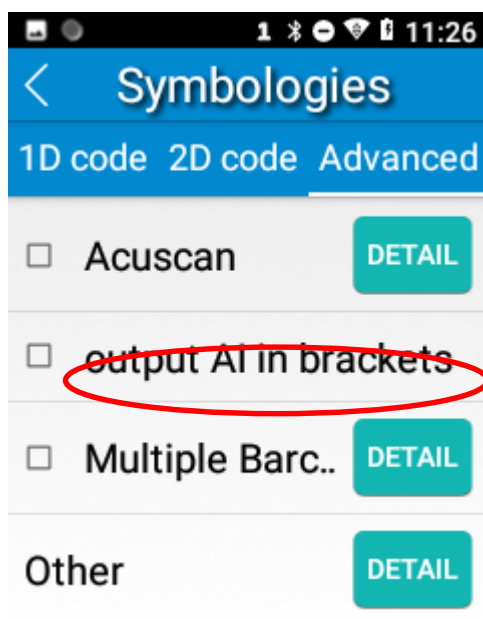 1 11:26
Symbologies
1D code 2D code Advanced
Acuscan DETAIL
output AI in brackets
Multiple Barc.. DETAIL
Other DETAIL